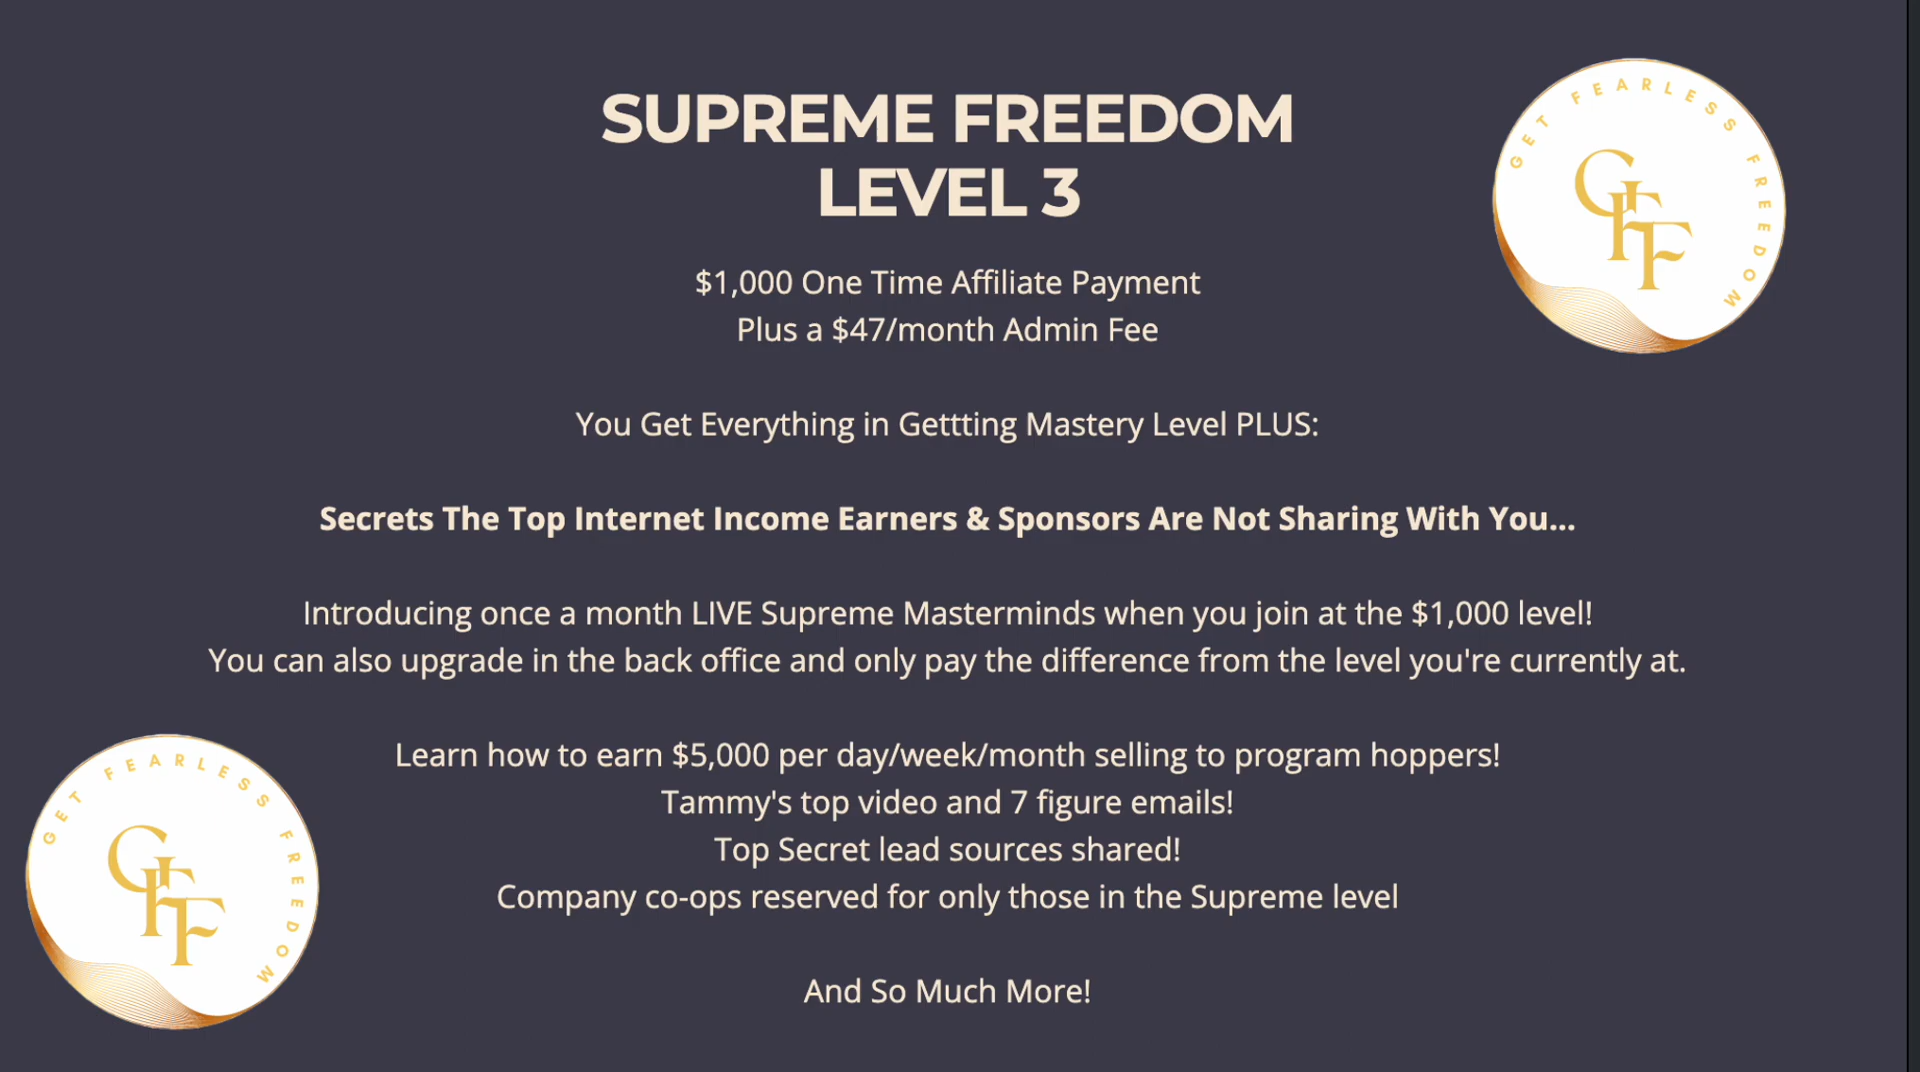 SUPREME FREEDOM
LEVEL 3
GET FEARLESS FREEDOM
GFF
$1,000 One Time Affiliate Payment
Plus a $47/month Admin Fee
You Get Everything in Gettting Mastery Level PLUS:
Secrets The Top Internet Income Earners & Sponsors Are Not Sharing With You...
Introducing once a month LIVE Supreme Masterminds when you join at the $1,000 level!
You can also upgrade in the back office and only pay the difference from the level you're currently at.
Learn how to earn $5,000 per day/week/month selling to program hoppers!
Tammy's top video and 7 figure emails!
Top Secret lead sources shared!
Company co-ops reserved for only those in the Supreme level
And So Much More!
GET FEARLESS FREEDOM
GFF